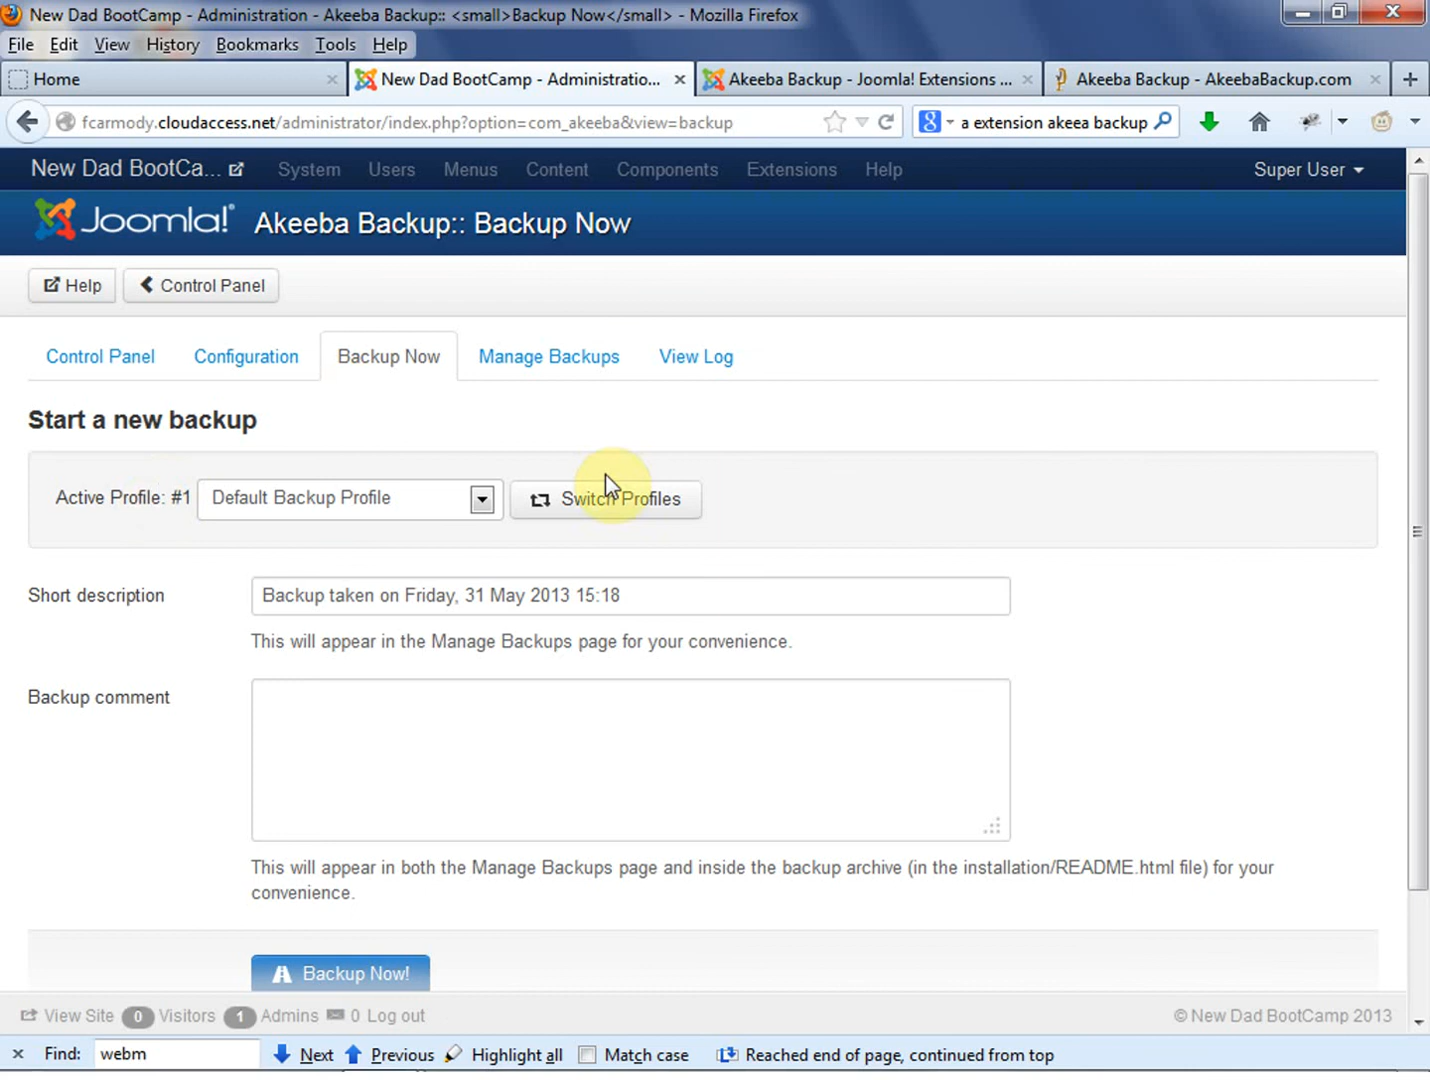 New Dad BootCamp - Administration - Akeeba Backup:: <small>Backup Now</small> - Mozilla Firefox
File Edit View History Bookmarks Tools Help
Home New Dad BootCamp - Administratio... Akeeba Backup - Joomla! Extensions ... Akeeba Backup - AkeebaBackup.com
fcarmody.cloudaccess.net/administrator/index.php?option=com_akeeba&view=backup a extension akeea backup
New Dad BootCa... System Users Menus Content Components Extensions Help Super User
Joomla! Akeeba Backup:: Backup Now
Help Control Panel
Control Panel Configuration Backup Now Manage Backups View Log
Start a new backup
Active Profile: #1 Default Backup Profile Switch Profiles
Short description Backup taken on Friday, 31 May 2013 15:18
This will appear in the Manage Backups page for your convenience.
Backup comment
This will appear in both the Manage Backups page and inside the backup archive (in the installation/README.html file) for your
convenience.
Backup Now!
View Site 0 Visitors 1 Admins 0 Log out © New Dad BootCamp 2013
Find: webm Next Previous Highlight all Match case Reached end of page, continued from top